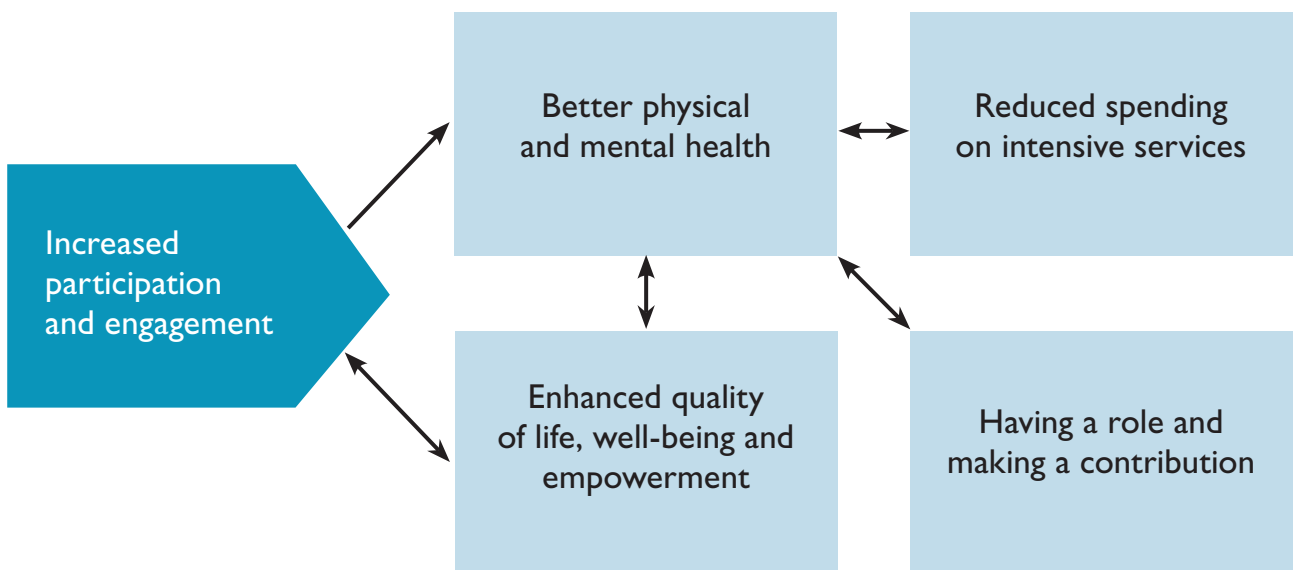 Increased
participation
and engagement
Better physical
and mental health
Reduced spending
on intensive services
Enhanced quality
of life, well-being and
empowerment
Having a role and
making a contribution